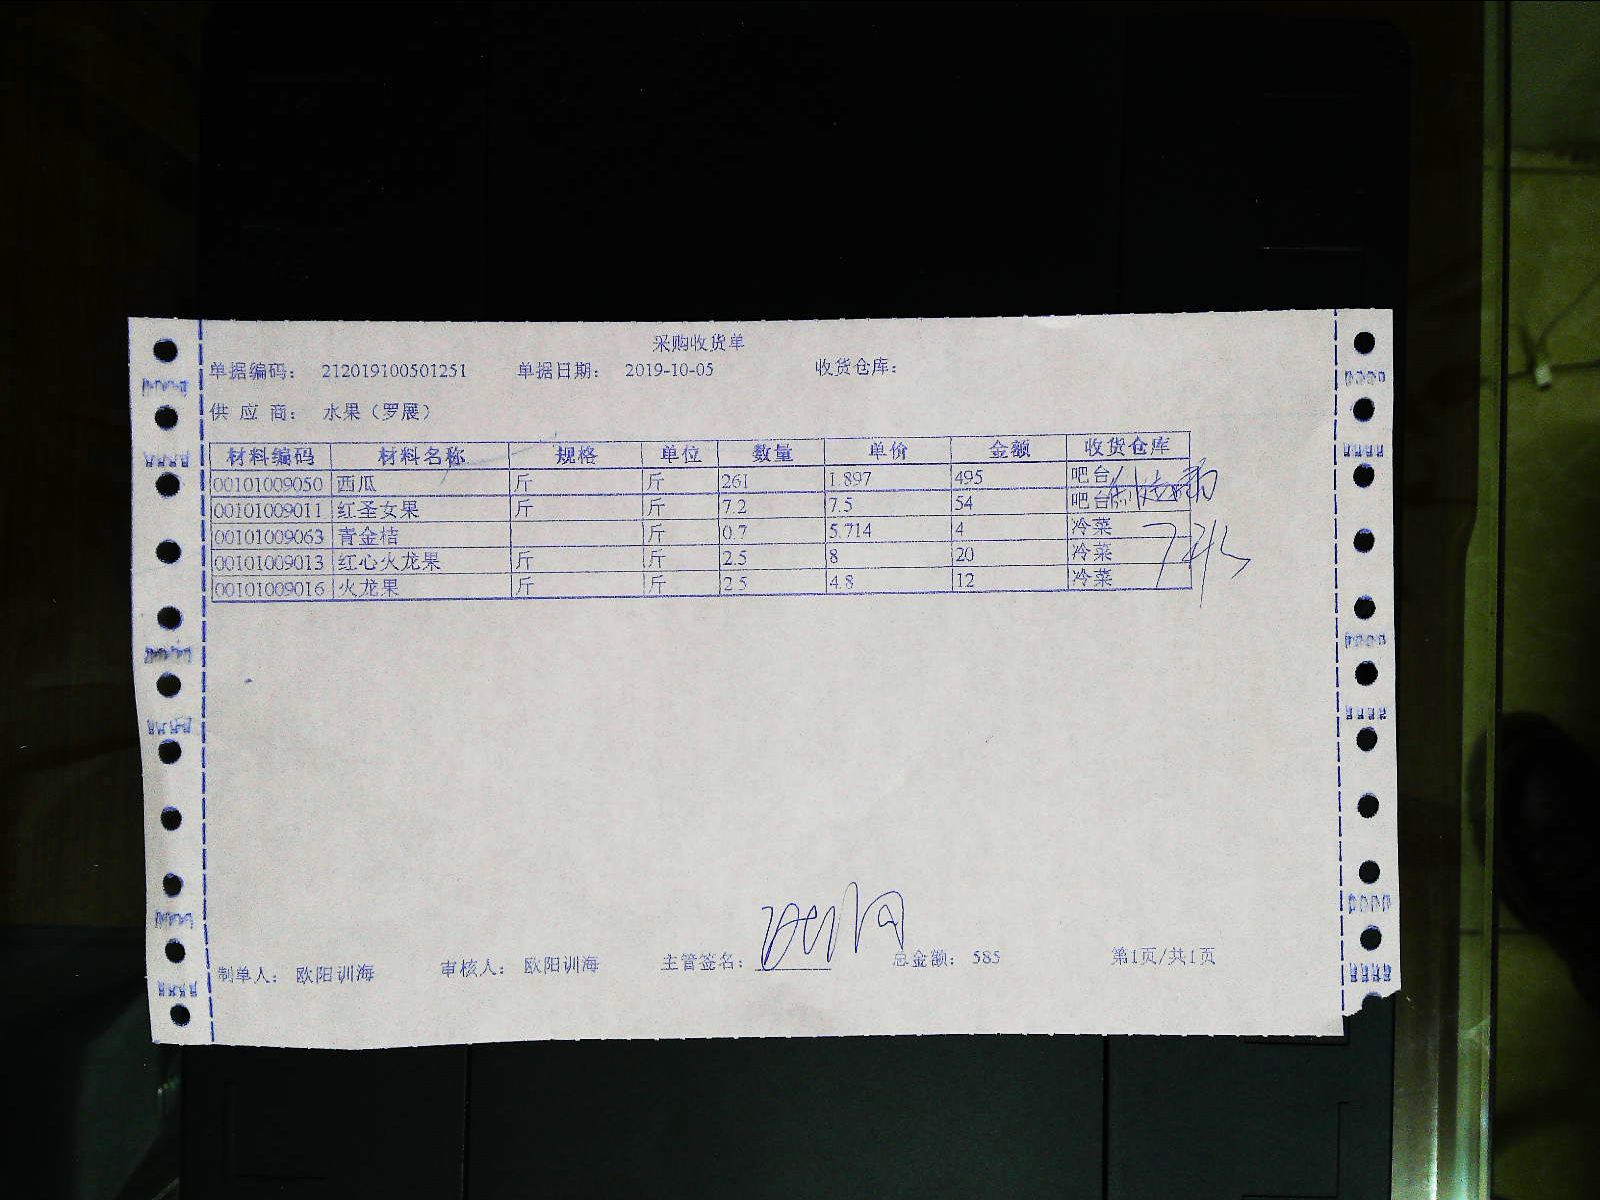 采购收货单
单据编码： 212019100501251 单据日期： 2019-10-05 收货仓库：
供 应 商： 水果（罗展）
材料编码 材料名称 规格 单位 数量 单价 金额 收货仓库
00101009050 西瓜 斤 斤 261 1.897 495 吧台
00101009011 红圣女果 斤 斤 7.2 7.5 54 吧台
00101009063 青金桔 斤 0.7 5.714 4 冷菜
00101009013 红心火龙果 斤 斤 2.5 8 20 冷菜
00101009016 火龙果 斤 斤 2.5 4.8 12 冷菜
制单人： 欧阳训海 审核人： 欧阳训海 主管签名： 总金额： 585 第1页/共1页